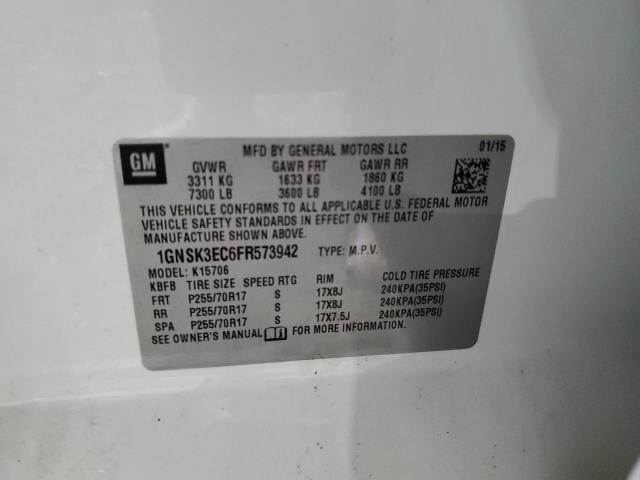 GM
MFD BY GENERAL MOTORS LLC 01/15
GVWR GAWR FRT GAWR RR
3311 KG 1633 KG 1860 KG
7300 LB 3600 LB 4100 LB
THIS VEHICLE CONFORMS TO ALL APPLICABLE U.S. FEDERAL MOTOR
VEHICLE SAFETY STANDARDS IN EFFECT ON THE DATE OF
MANUFACTURE SHOWN ABOVE.
1GNSK3EC6FR573942 TYPE: M.P.V.
MODEL: K15706
KBFB TIRE SIZE SPEED RTG RIM COLD TIRE PRESSURE
FRT P255/70R17 S 17X8J 240KPA(35PSI)
RR P255/70R17 S 17X8J 240KPA(35PSI)
SPA P255/70R17 S 17X7.5J 240KPA(35PSI)
SEE OWNER'S MANUAL FOR MORE INFORMATION.